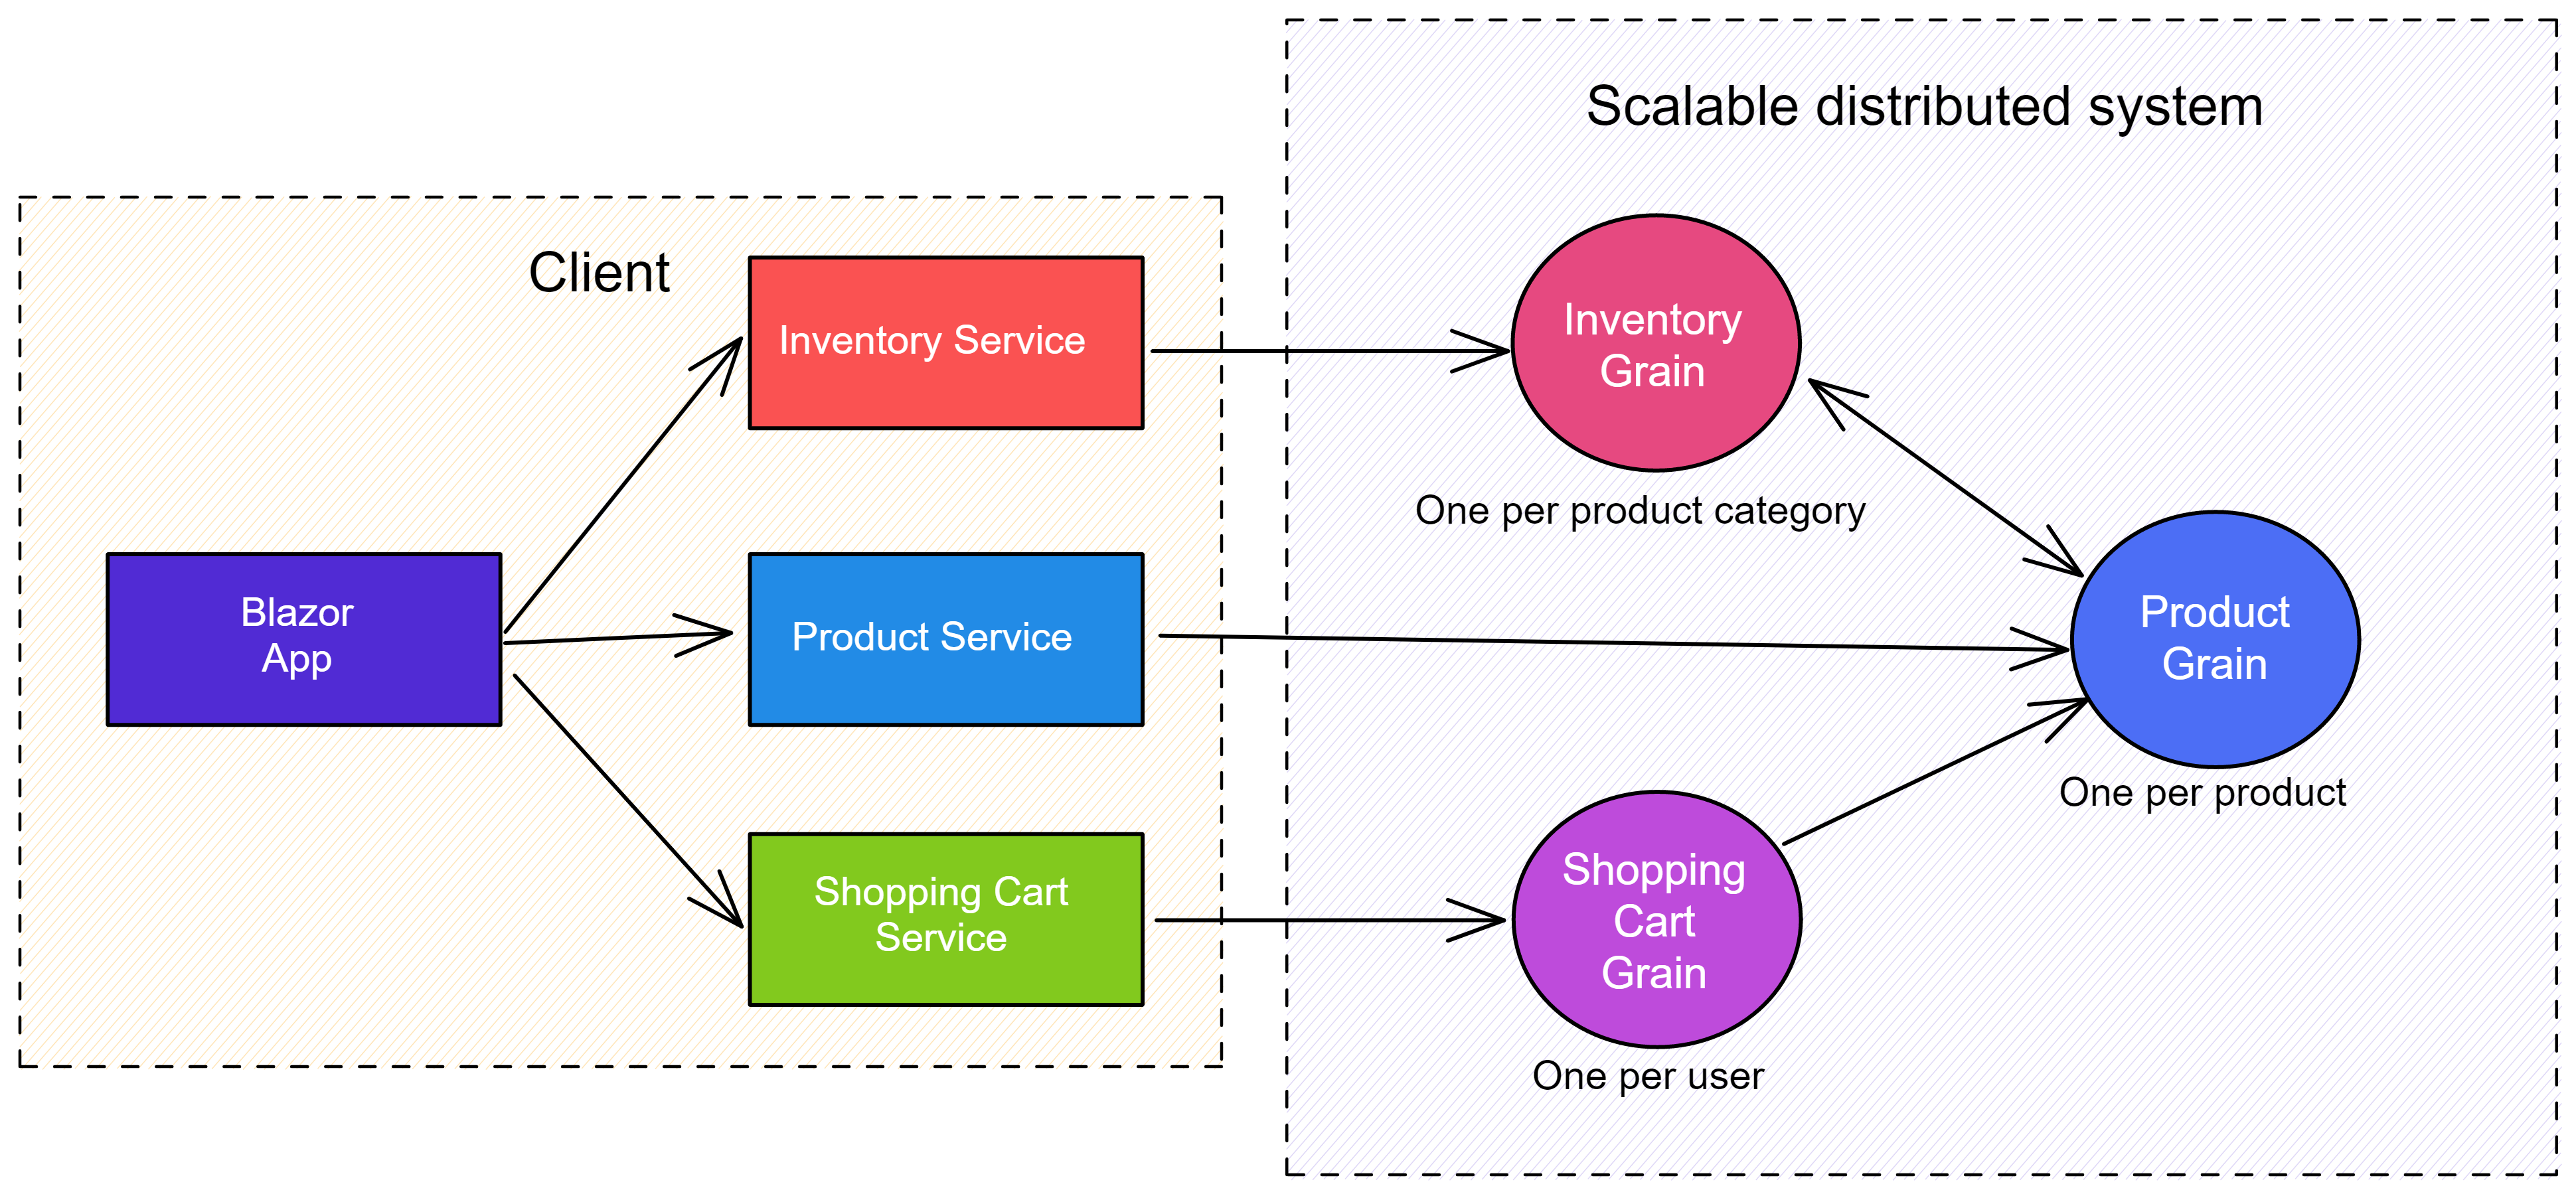 Scalable distributed system
Client
Inventory Service
Inventory
Grain
One per product category
Blazor
App
Product Service
Product
Grain
One per product
Shopping Cart
Service
Shopping
Cart
Grain
One per user